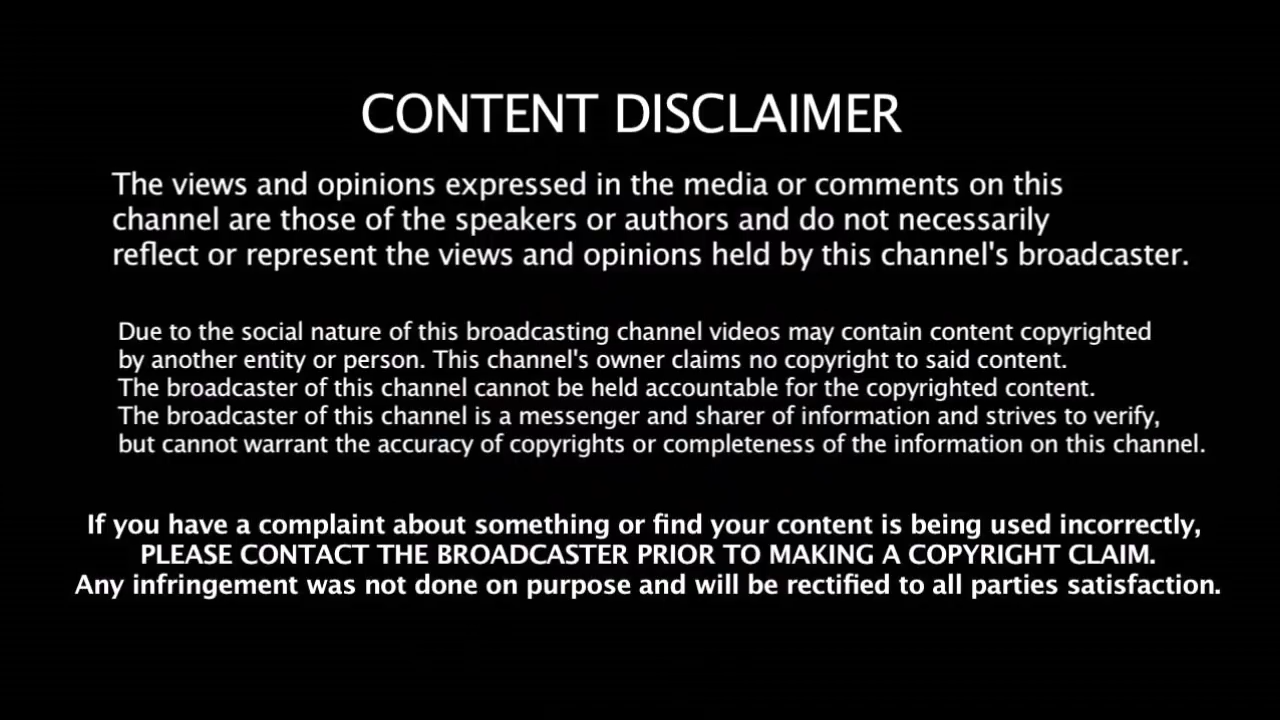 CONTENT DISCLAIMER
The views and opinions expressed in the media or comments on this
channel are those of the speakers or authors and do not necessarily
reflect or represent the views and opinions held by this channel's broadcaster.
Due to the social nature of this broadcasting channel videos may contain content copyrighted
by another entity or person. This channel's owner claims no copyright to said content.
The broadcaster of this channel cannot be held accountable for the copyrighted content.
The broadcaster of this channel is a messenger and sharer of information and strives to verify,
but cannot warrant the accuracy of copyrights or completeness of the information on this channel.
If you have a complaint about something or find your content is being used incorrectly,
PLEASE CONTACT THE BROADCASTER PRIOR TO MAKING A COPYRIGHT CLAIM.
Any infringement was not done on purpose and will be rectified to all parties satisfaction.